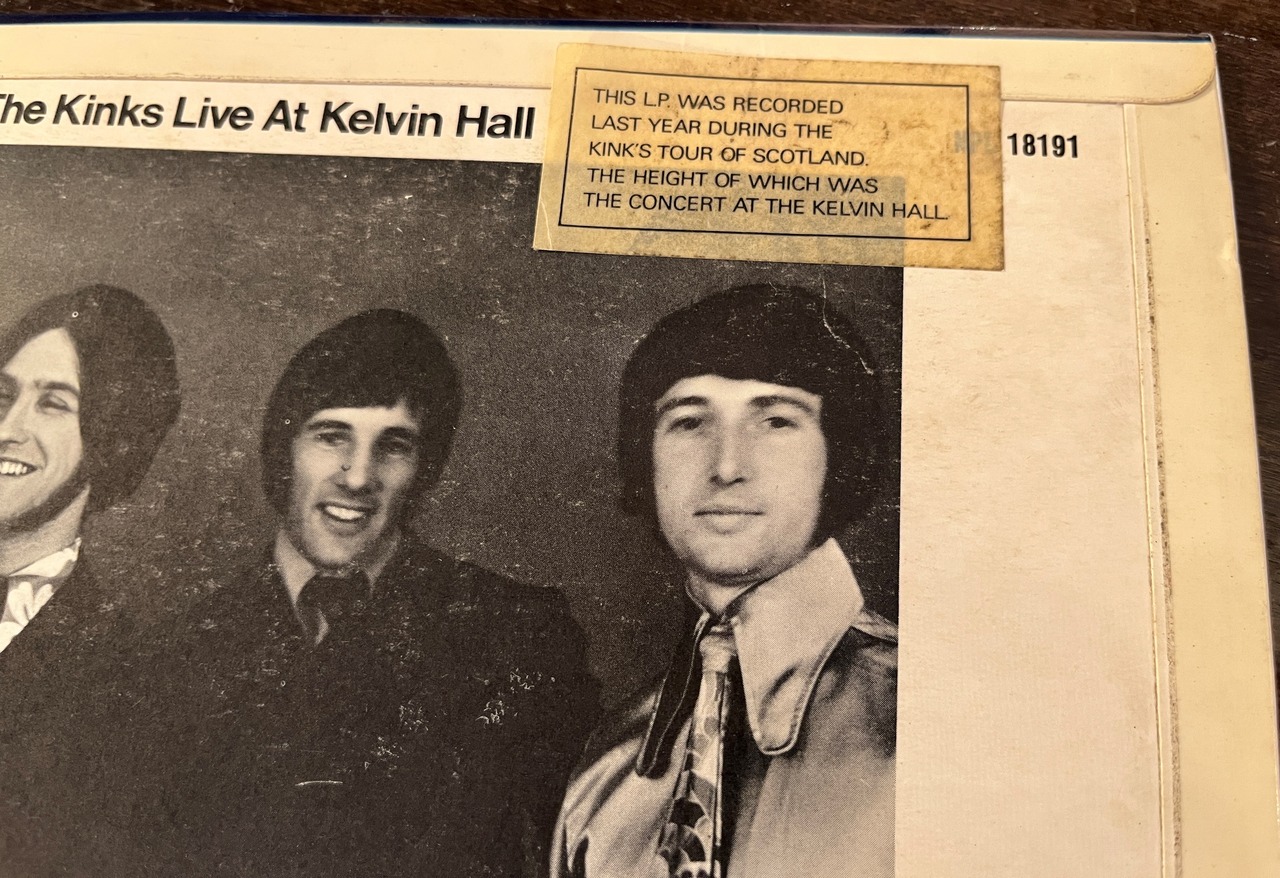 The Kinks Live At Kelvin Hall
THIS L.P. WAS RECORDED
LAST YEAR DURING THE
KINK'S TOUR OF SCOTLAND.
THE HEIGHT OF WHICH WAS
THE CONCERT AT THE KELVIN HALL.
18191